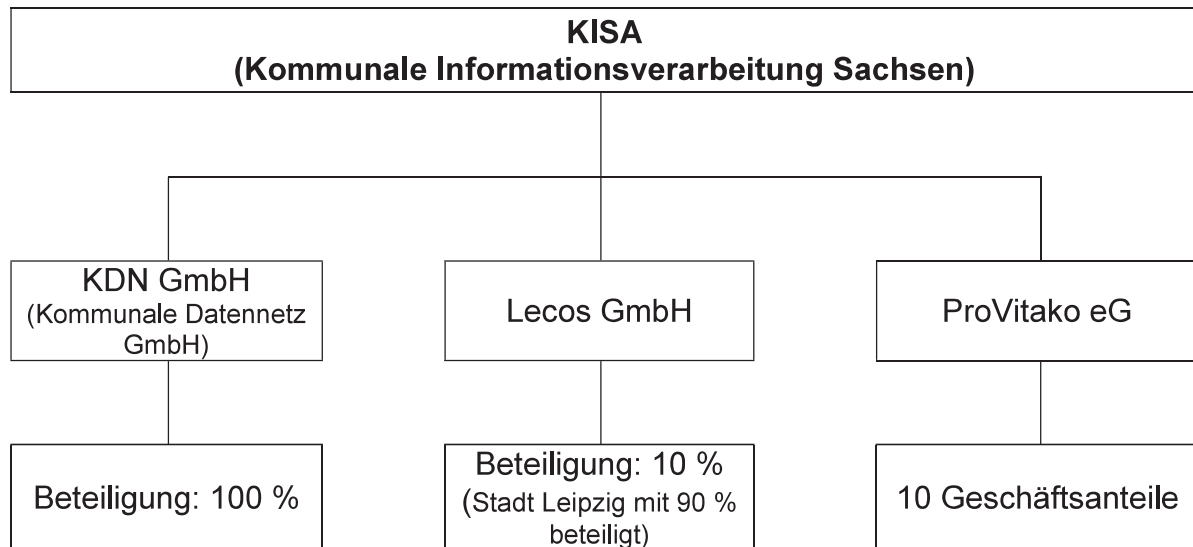 KISA
(Kommunale Informationsverarbeitung Sachsen)
KDN GmbH
(Kommunale Datennetz
GmbH)
Lecos GmbH
ProVitako eG
Beteiligung: 100 %
Beteiligung: 10 %
(Stadt Leipzig mit 90 %
beteiligt)
10 Geschäftsanteile